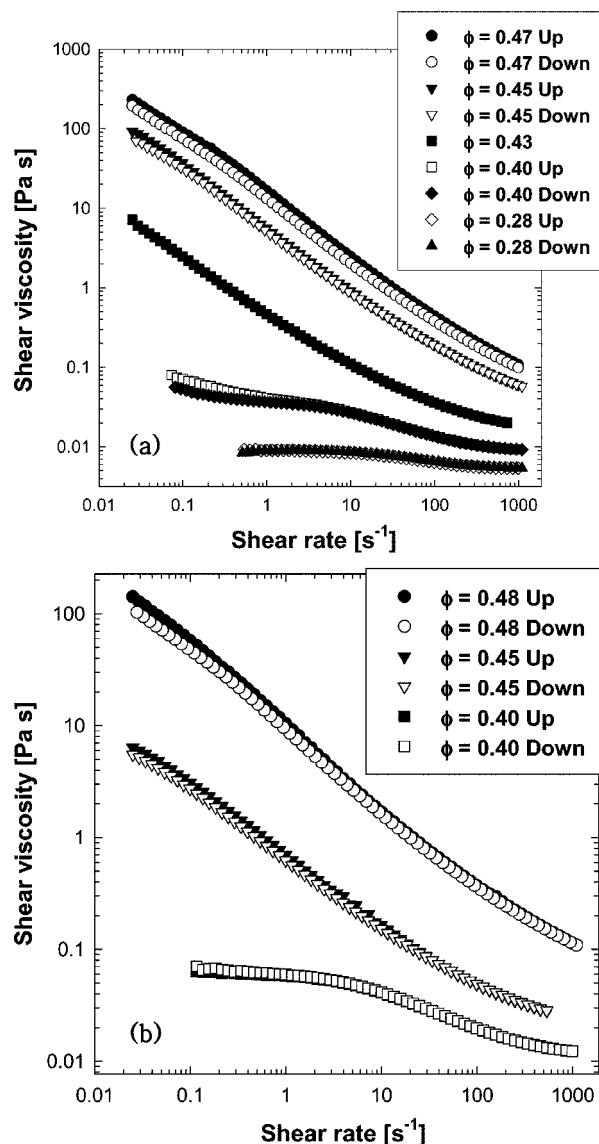 1000
100
10
1
0.1
0.01
Shear viscosity [Pa s]
ϕ = 0.47 Up
ϕ = 0.47 Down
ϕ = 0.45 Up
ϕ = 0.45 Down
ϕ = 0.43
ϕ = 0.40 Up
ϕ = 0.40 Down
ϕ = 0.28 Up
ϕ = 0.28 Down
(a)
0.01 0.1 1 10 100 1000
Shear rate [s⁻¹]
100
10
1
0.1
0.01
Shear viscosity [Pa s]
ϕ = 0.48 Up
ϕ = 0.48 Down
ϕ = 0.45 Up
ϕ = 0.45 Down
ϕ = 0.40 Up
ϕ = 0.40 Down
(b)
0.01 0.1 1 10 100 1000
Shear rate [s⁻¹]